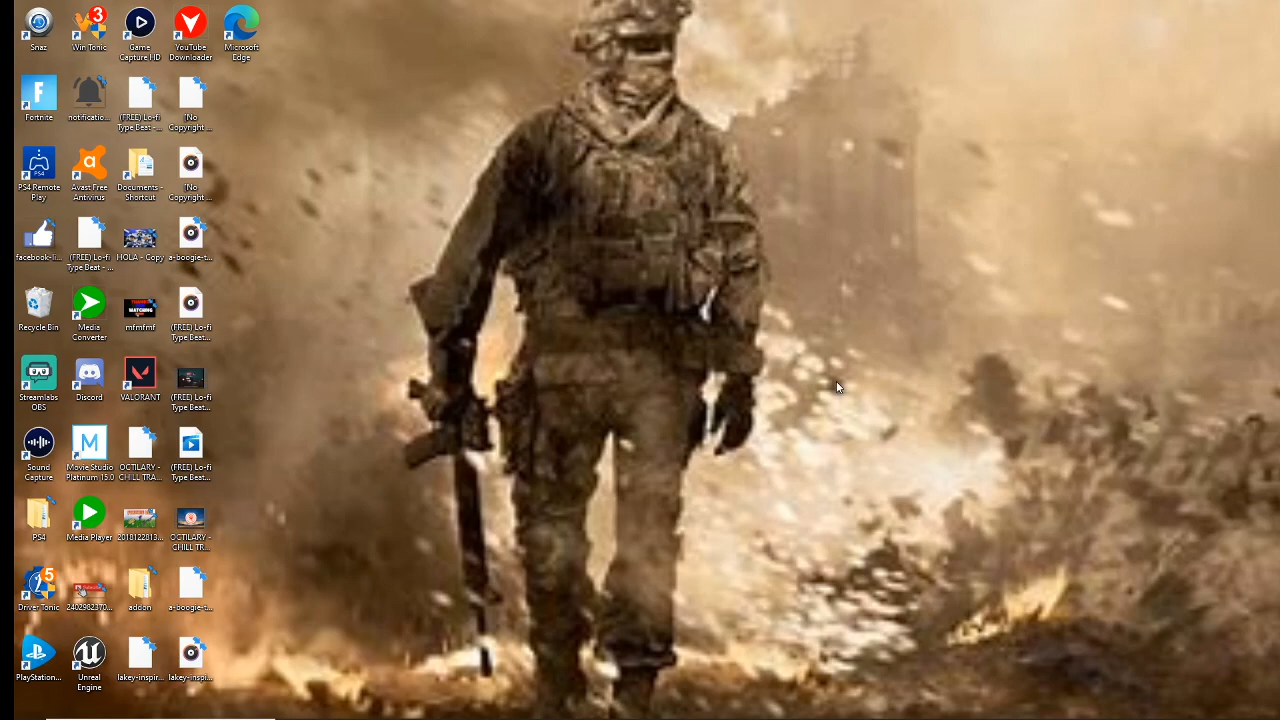 Snaz
Win Tonic
3
Game
Capture HD
YouTube
Downloader
Microsoft
Edge
Fortnite
notificatio...
(FREE) Lo-fi
Type Beat - ...
[No
Copyright ...
PS4 Remote
Play
Avast Free
Antivirus
Documents -
Shortcut
[No
Copyright ...
facebook-li...
(FREE) Lo-fi
Type Beat - ...
HOLA - Copy
a-boogie-t...
Recycle Bin
Media
Converter
mfmfmf
(FREE) Lo-fi
Type Beat...
Streamlabs
OBS
Discord
VALORANT
(FREE) Lo-fi
Type Beat...
Sound
Capture
Movie Studio
Platinum 15.0
OCTILARY -
CHILL TRA...
(FREE) Lo-fi
Type Beat...
PS4
Media Player
2018122813...
OCTILARY -
CHILL TR...
Driver Tonic
5
2402982370...
addon
a-boogie-t...
PlayStation...
Unreal
Engine
lakey-inspir...
lakey-inspi...